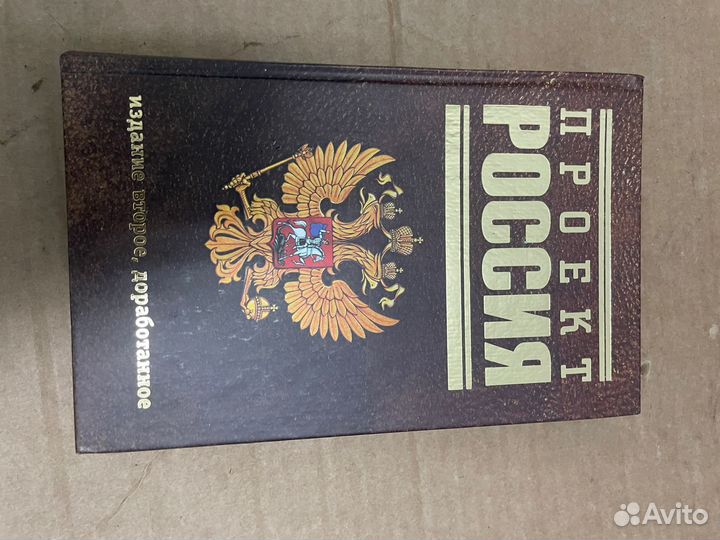 ПРОЕКТ
РОССИЯ
издание второе, доработанное
Avito